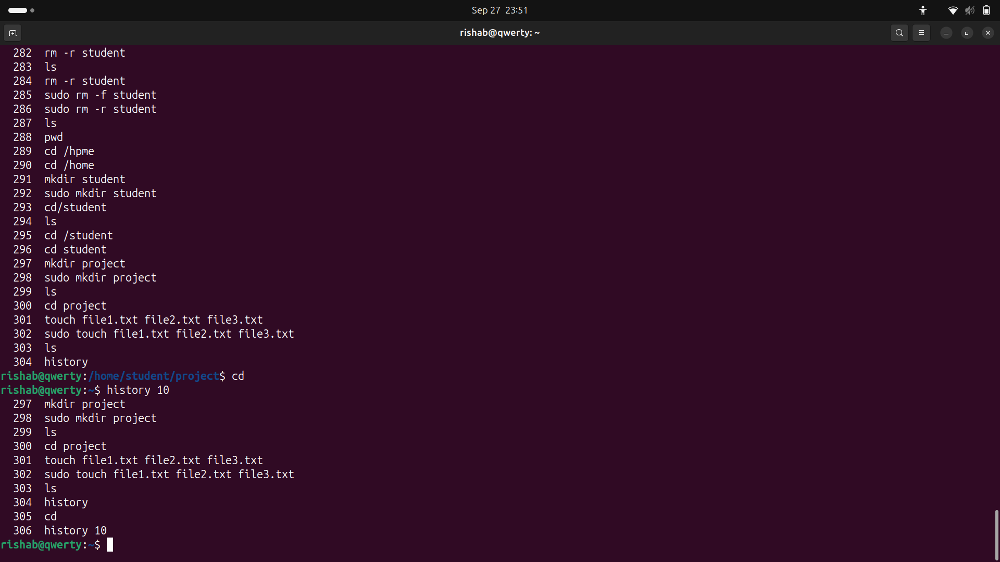 Sep 27 23:51
rishab@qwerty: ~
282 rm -r student
283 ls
284 rm -r student
285 sudo rm -f student
286 sudo rm -r student
287 ls
288 pwd
289 cd /hpme
290 cd /home
291 mkdir student
292 sudo mkdir student
293 cd/student
294 ls
295 cd /student
296 cd student
297 mkdir project
298 sudo mkdir project
299 ls
300 cd project
301 touch file1.txt file2.txt file3.txt
302 sudo touch file1.txt file2.txt file3.txt
303 ls
304 history
rishab@qwerty:/home/student/project$ cd
rishab@qwerty:~$ history 10
297 mkdir project
298 sudo mkdir project
299 ls
300 cd project
301 touch file1.txt file2.txt file3.txt
302 sudo touch file1.txt file2.txt file3.txt
303 ls
304 history
305 cd
306 history 10
rishab@qwerty:~$